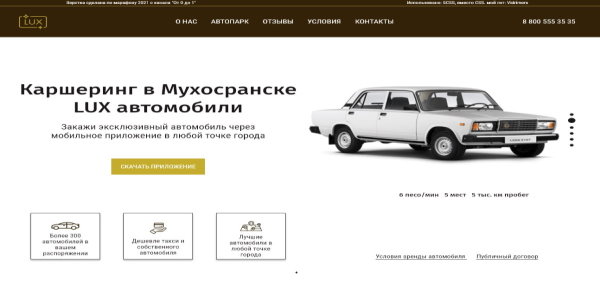 Верстка сделана по марафону 2021 с канала "От 0 до 1"
Использовано: SCSS, вместо CSS. мой гит: Vidrimers
LUX
О НАС АВТОПАРК ОТЗЫВЫ УСЛОВИЯ КОНТАКТЫ
8 800 555 35 35
Каршеринг в Мухосранске
LUX автомобили
Закажи эксклюзивный автомобиль через
мобильное приложение в любой точке города
СКАЧАТЬ ПРИЛОЖЕНИЕ
6 песо/мин 5 мест 5 тыс. км пробег
Более 300
автомобилей в
вашем
распоряжении
Дешевле такси и
собственного
автомобиля
Лучшие
автомобили в
любой точке
города
Условия аренды автомобиля
Публичный договор